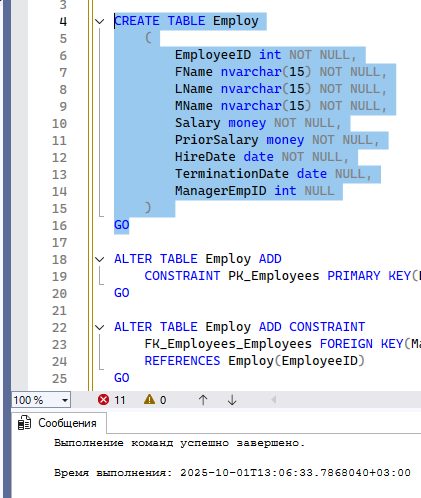 3
4 CREATE TABLE Employ
5 (
6 EmployeeID int NOT NULL,
7 FName nvarchar(15) NOT NULL,
8 LName nvarchar(15) NOT NULL,
9 MName nvarchar(15) NOT NULL,
10 Salary money NOT NULL,
11 PriorSalary money NOT NULL,
12 HireDate date NOT NULL,
13 TerminationDate date NULL,
14 ManagerEmpID int NULL
15 )
16 GO
17
18 ALTER TABLE Employ ADD
19 CONSTRAINT PK_Employees PRIMARY KEY(
20 GO
21
22 ALTER TABLE Employ ADD CONSTRAINT
23 FK_Employees_Employees FOREIGN KEY(Ma
24 REFERENCES Employ(EmployeeID)
25 GO
100 % 11 0
Сообщения
Выполнение команд успешно завершено.
Время выполнения: 2025-10-01T13:06:33.7868040+03:00